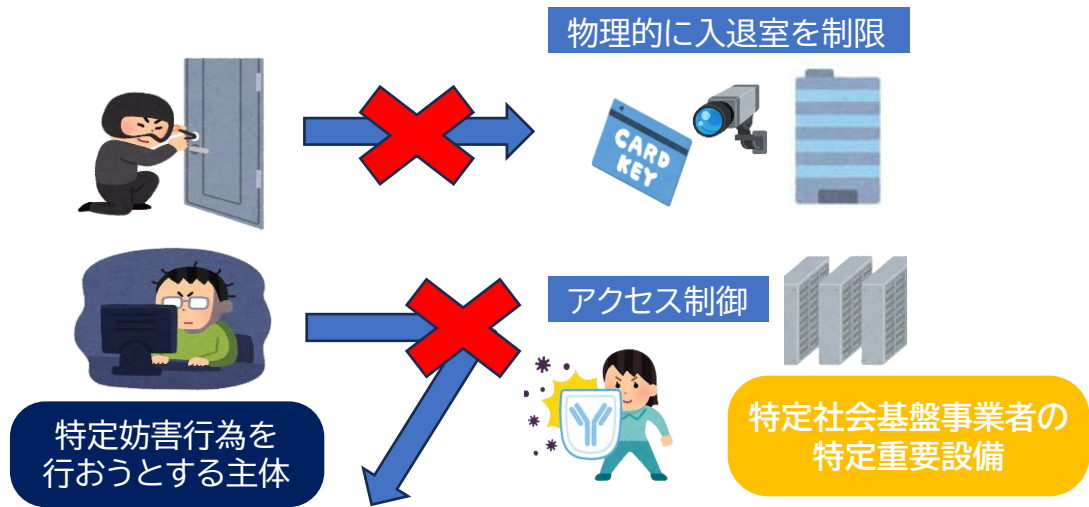 物理的に入退室を制限
CARD
KEY
アクセス制御
特定妨害行為を
行おうとする主体
特定社会基盤事業者の
特定重要設備